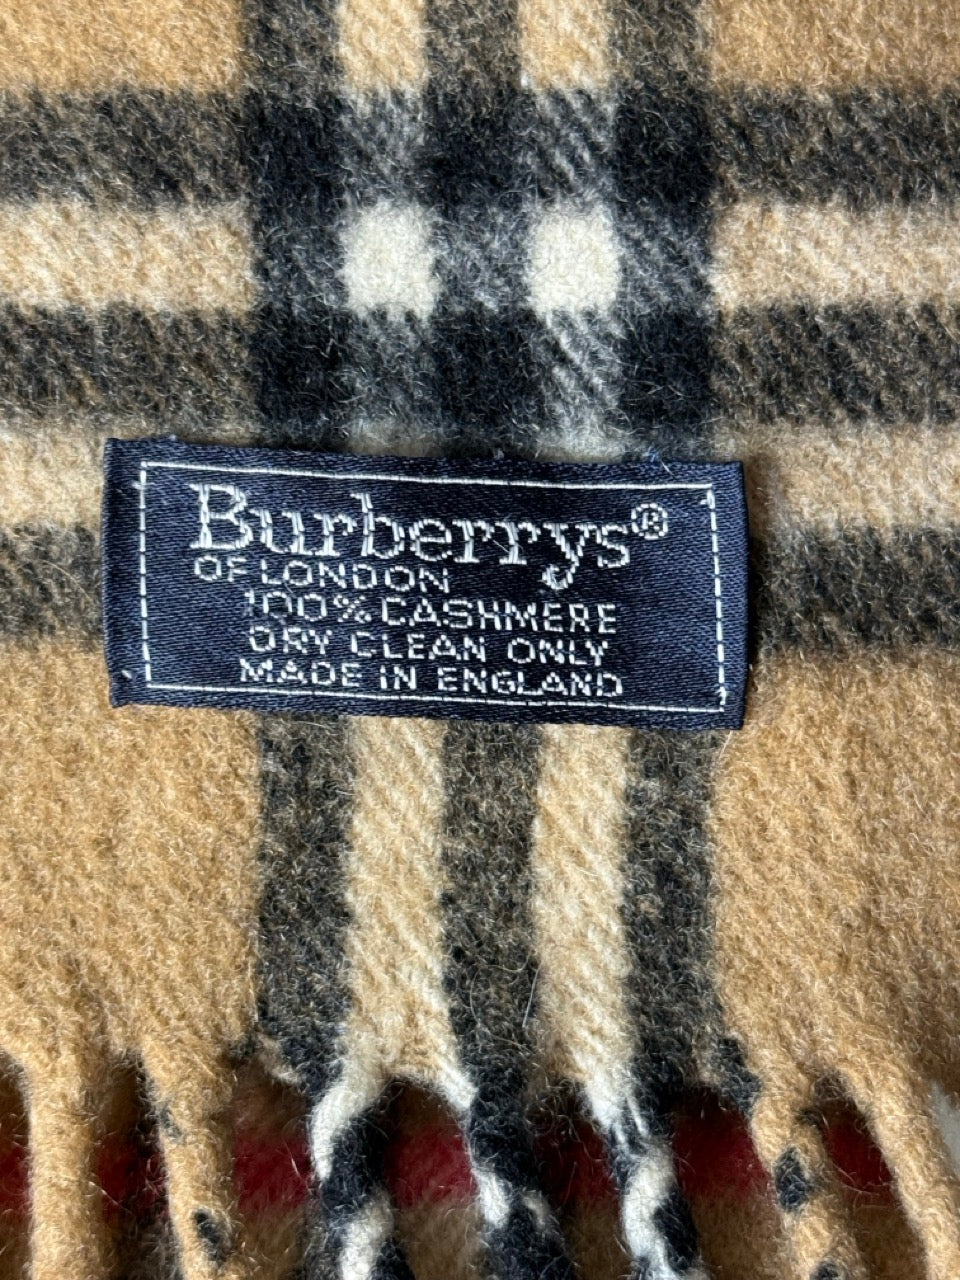 Burberrys®
OF LONDON
100% CASHMERE
DRY CLEAN ONLY
MADE IN ENGLAND